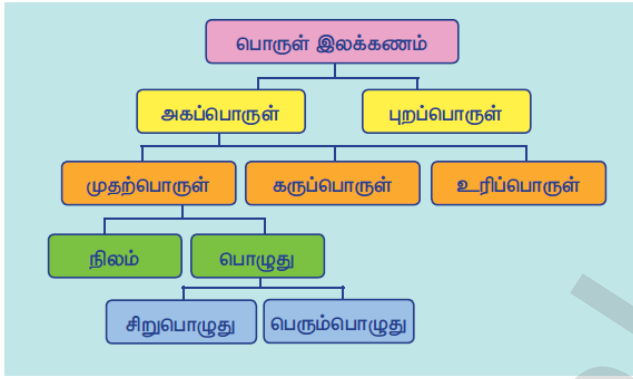 பொருள் இலக்கணம்
அகப்பொருள் புறப்பொருள்
முதற்பொருள் கருப்பொருள் உரிப்பொருள்
நிலம் பொழுது
சிறுபொழுது பெரும்பொழுது